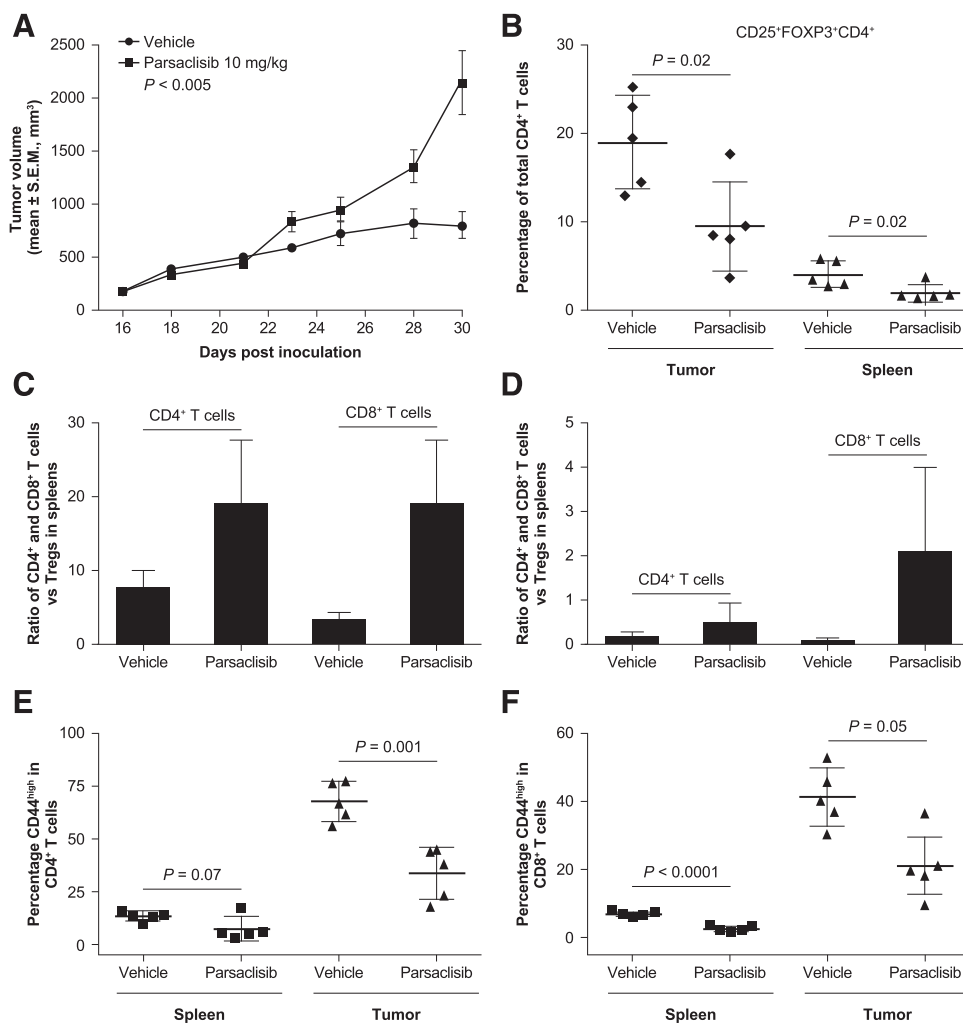 A
Tumor volume
(mean ± S.E.M., mm³)
2500
2000
1500
1000
500
0
Vehicle
Parsaclisib 10 mg/kg
P < 0.005
16 18 20 22 24 26 28 30
Days post inoculation
B
CD25⁺FOXP3⁺CD4⁺
Percentage of total CD4⁺ T cells
30
20
10
0
P = 0.02
P = 0.02
Vehicle Parsaclisib Vehicle Parsaclisib
Tumor Spleen
C
Ratio of CD4⁺ and CD8⁺ T cells
vs Tregs in spleens
30
20
10
0
CD4⁺ T cells
CD8⁺ T cells
Vehicle Parsaclisib Vehicle Parsaclisib
D
Ratio of CD4⁺ and CD8⁺ T cells
vs Tregs in spleens
5
4
3
2
1
0
CD4⁺ T cells
CD8⁺ T cells
Vehicle Parsaclisib Vehicle Parsaclisib
E
Percentage CD44ʰⁱᵍʰ in
CD4⁺ T cells
100
75
50
25
0
P = 0.07
P = 0.001
Vehicle Parsaclisib Vehicle Parsaclisib
Spleen Tumor
F
Percentage CD44ʰⁱᵍʰ in
CD8⁺ T cells
60
40
20
0
P < 0.0001
P = 0.05
Vehicle Parsaclisib Vehicle Parsaclisib
Spleen Tumor